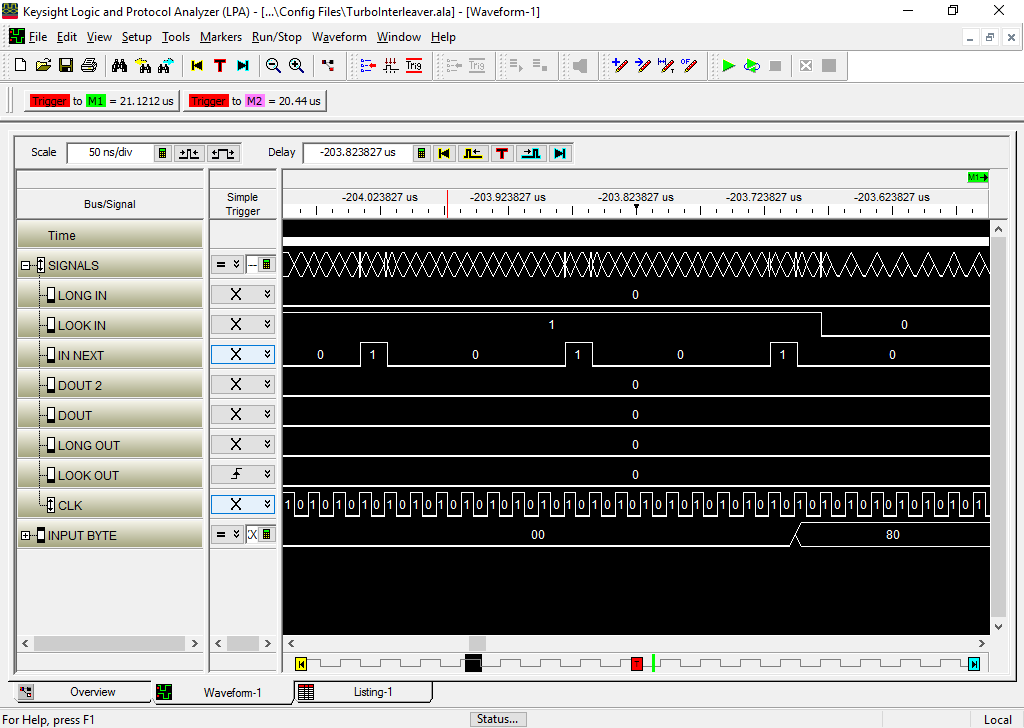 Keysight Logic and Protocol Analyzer (LPA) - [...\Config Files\TurboInterleaver.ala] - [Waveform-1]
File Edit View Setup Tools Markers Run/Stop Waveform Window Help
Trig Trig
Trigger to M1 = 21.1212 us Trigger to M2 = 20.44 us
Scale 50 ns/div Delay -203.823827 us
M1
Bus/Signal Simple Trigger -204.023827 us -203.923827 us -203.823827 us -203.723827 us -203.623827 us
Time
SIGNALS =
LONG IN X 0
LOOK IN X 1 0
IN NEXT X 0 1 0 1 0 1 0
DOUT 2 X 0
DOUT X 0
LONG OUT X 0
LOOK OUT 0
CLK X 1 0 1 0 1 0 1 0 1 0 1 0 1 0 1 0 1 0 1 0 1 0 1 0 1 0 1 0 1 0 1 0 1 0 1 0 1 0 1 0 1 0 1 0 1 0 1 0 1 0 1 0 1 0 1
INPUT BYTE = X 00 80
T
Overview Waveform-1 Listing-1
For Help, press F1 Status... Local